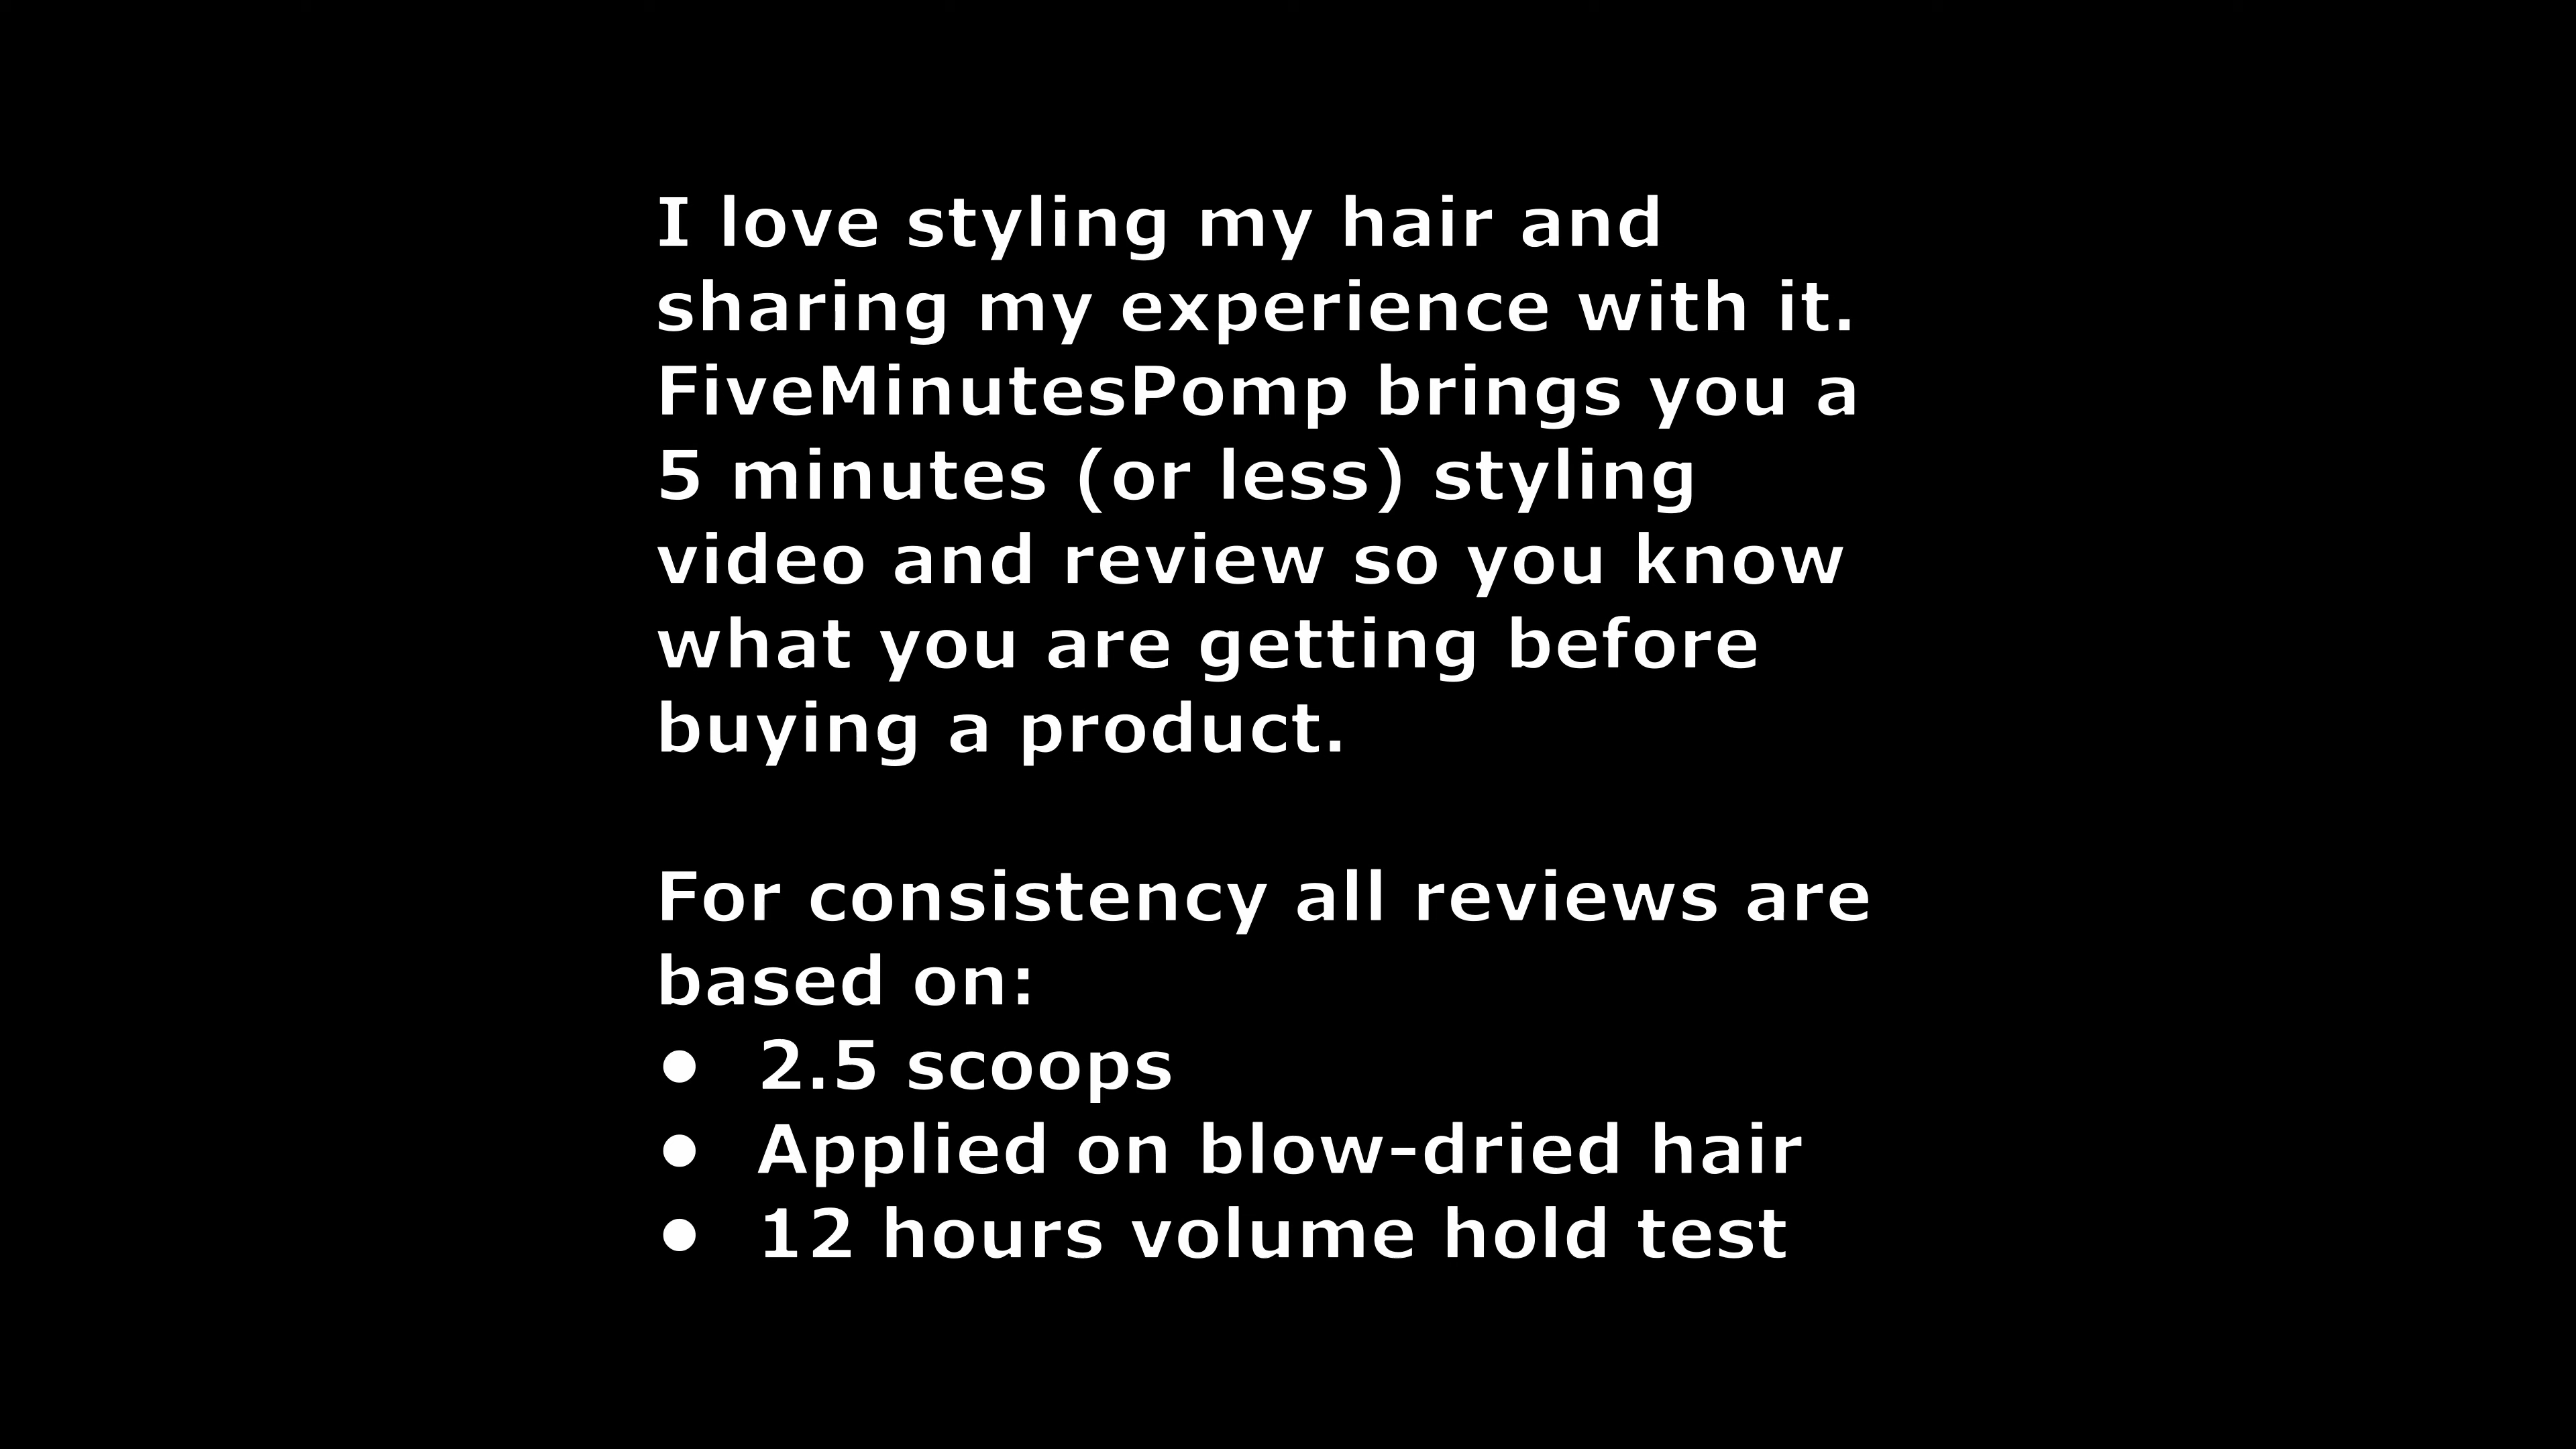 I love styling my hair and
sharing my experience with it.
FiveMinutesPomp brings you a
5 minutes (or less) styling
video and review so you know
what you are getting before
buying a product.
For consistency all reviews are
based on:
● 2.5 scoops
● Applied on blow-dried hair
● 12 hours volume hold test